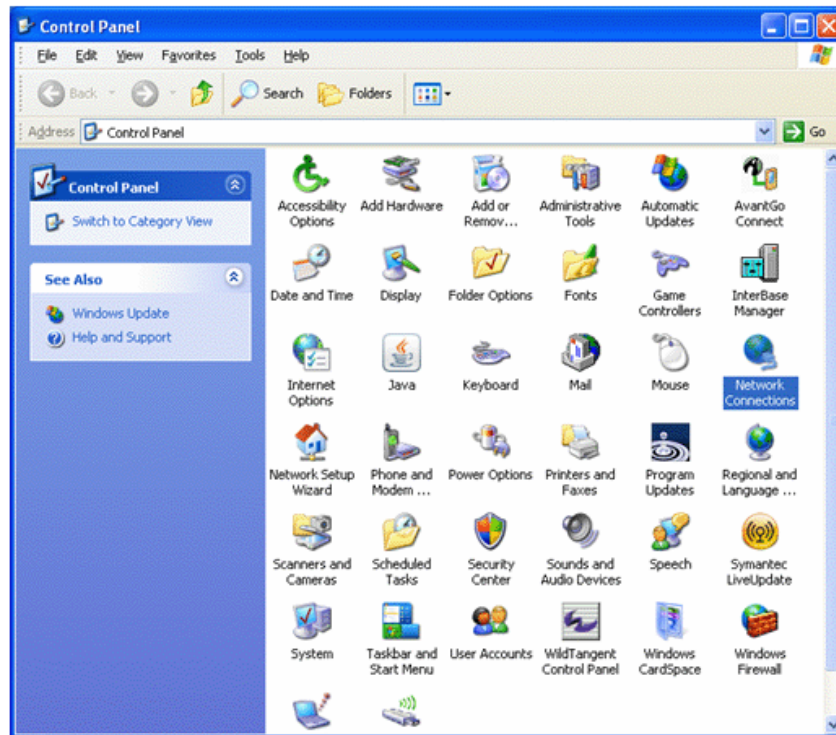 Control Panel
File Edit View Favorites Tools Help
Back Search Folders
Address Control Panel Go
Control Panel
Switch to Category View
See Also
Windows Update
Help and Support
Accessibility Options
Add Hardware
Add or Remov...
Administrative Tools
Automatic Updates
AvantGo Connect
Date and Time
Display
Folder Options
Fonts
Game Controllers
InterBase Manager
Internet Options
Java
Keyboard
Mail
Mouse
Network Connections
Network Setup Wizard
Phone and Modem ...
Power Options
Printers and Faxes
Program Updates
Regional and Language ...
Scanners and Cameras
Scheduled Tasks
Security Center
Sounds and Audio Devices
Speech
Symantec LiveUpdate
System
Taskbar and Start Menu
User Accounts
WildTangent Control Panel
Windows CardSpace
Windows Firewall